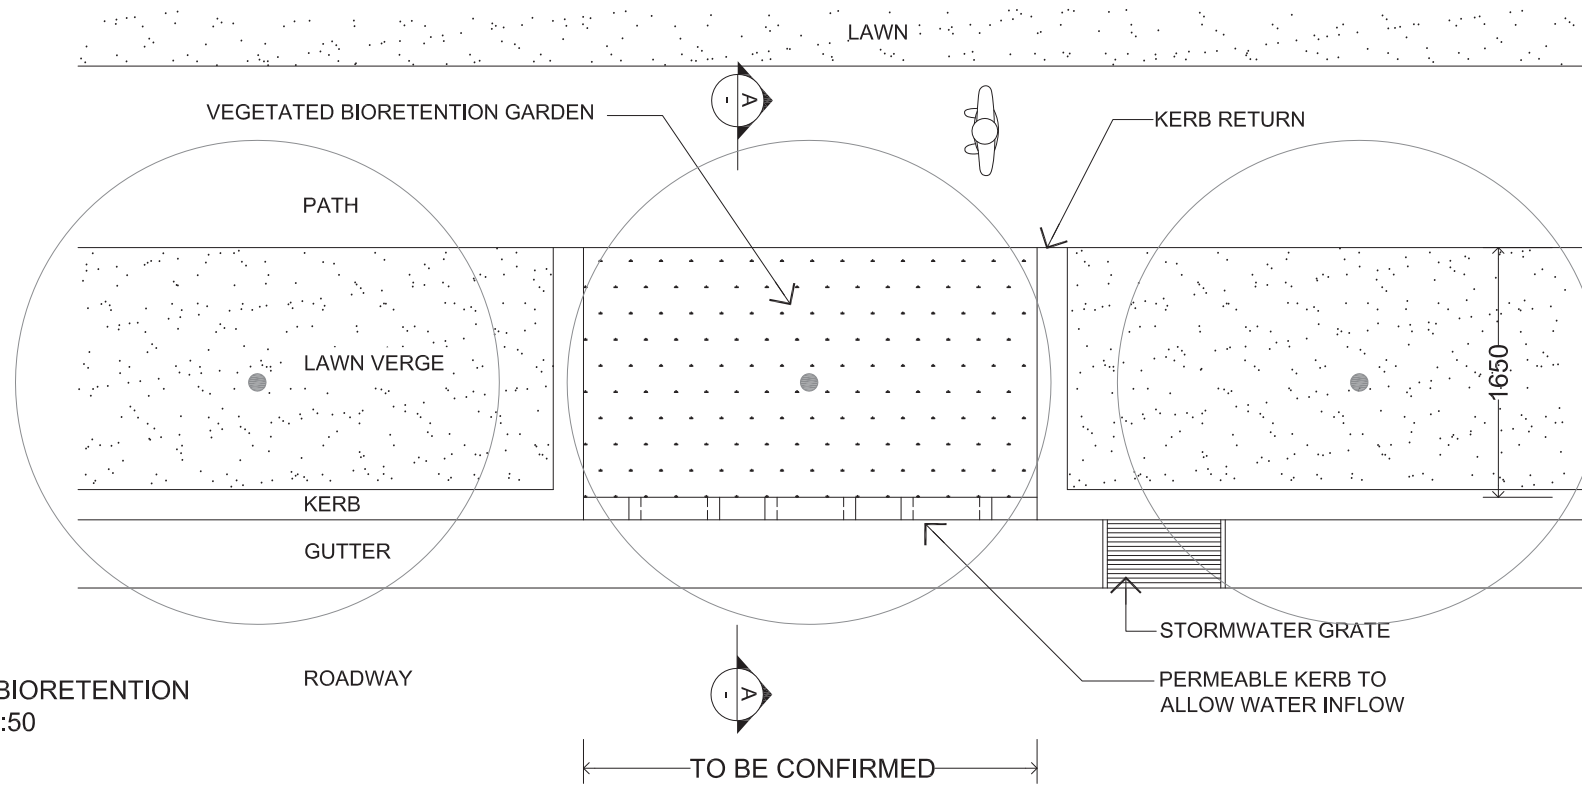 LAWN
VEGETATED BIORETENTION GARDEN
A
-
KERB RETURN
PATH
LAWN VERGE
1650
KERB
GUTTER
STORMWATER GRATE
ROADWAY
A
-
PERMEABLE KERB TO
ALLOW WATER INFLOW
BIORETENTION
:50
TO BE CONFIRMED